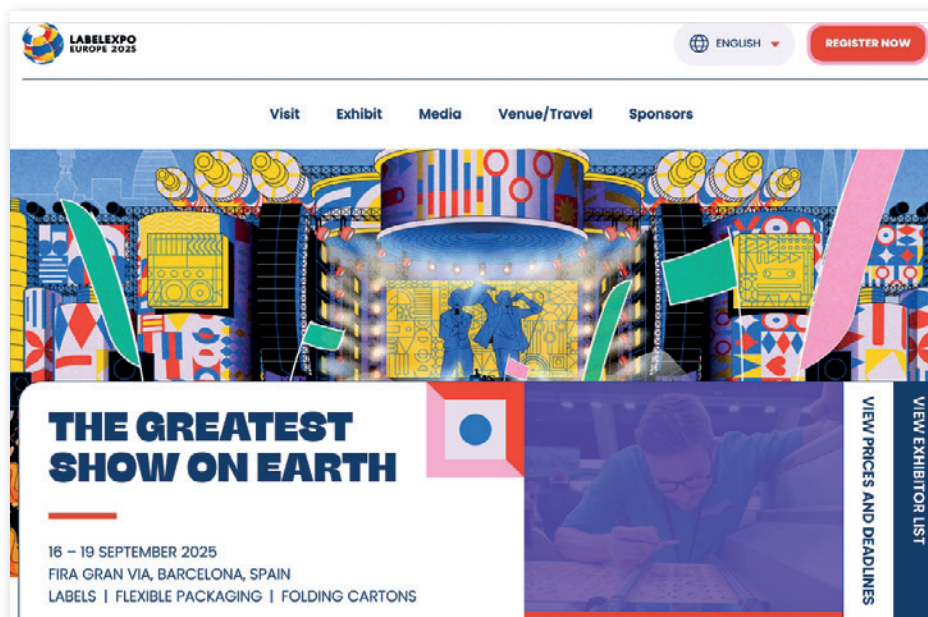 LABELEXPO
EUROPE 2025
ENGLISH
REGISTER NOW
Visit Exhibit Media Venue/Travel Sponsors
THE GREATEST
SHOW ON EARTH
16 – 19 SEPTEMBER 2025
FIRA GRAN VIA, BARCELONA, SPAIN
LABELS | FLEXIBLE PACKAGING | FOLDING CARTONS
VIEW PRICES AND DEADLINES
VIEW EXHIBITOR LIST